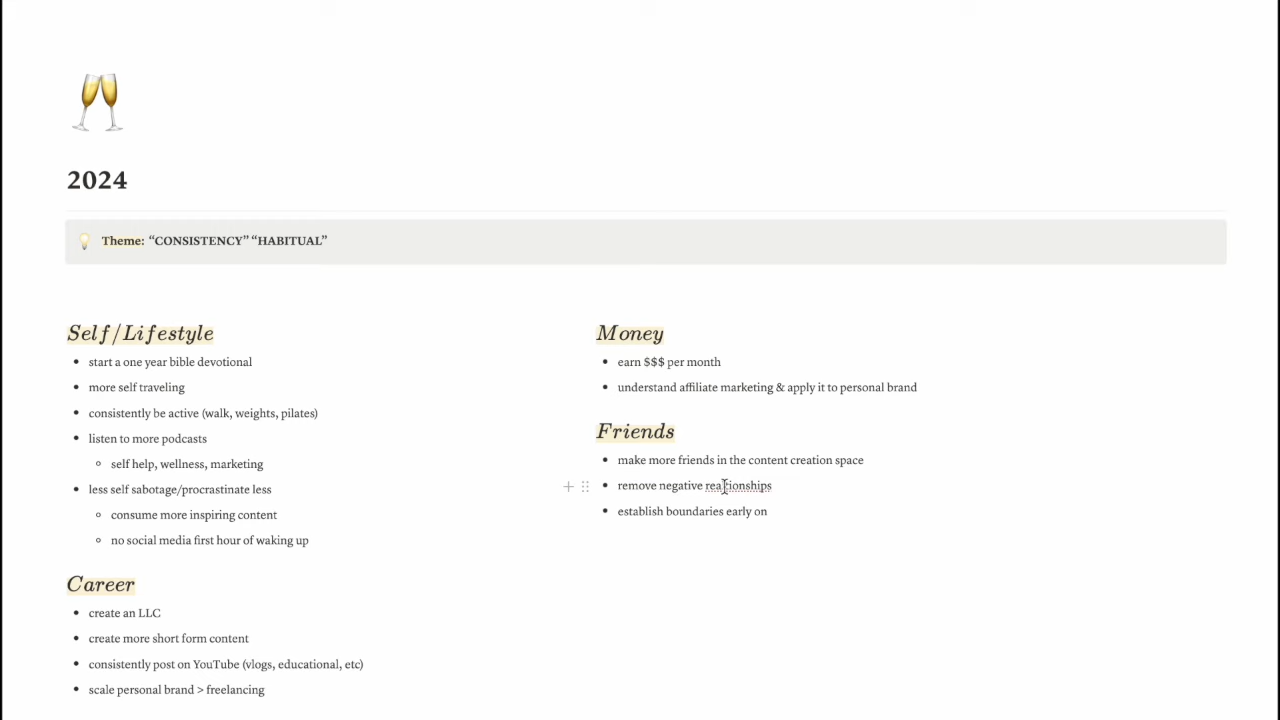 2024
Theme: “CONSISTENCY” “HABITUAL”
Self/Lifestyle
start a one year bible devotional
more self traveling
consistently be active (walk, weights, pilates)
listen to more podcasts
self help, wellness, marketing
less self sabotage/procrastinate less
consume more inspiring content
no social media first hour of waking up
Career
create an LLC
create more short form content
consistently post on YouTube (vlogs, educational, etc)
scale personal brand > freelancing
Money
earn $$$ per month
understand affiliate marketing & apply it to personal brand
Friends
make more friends in the content creation space
remove negative reationships
establish boundaries early on